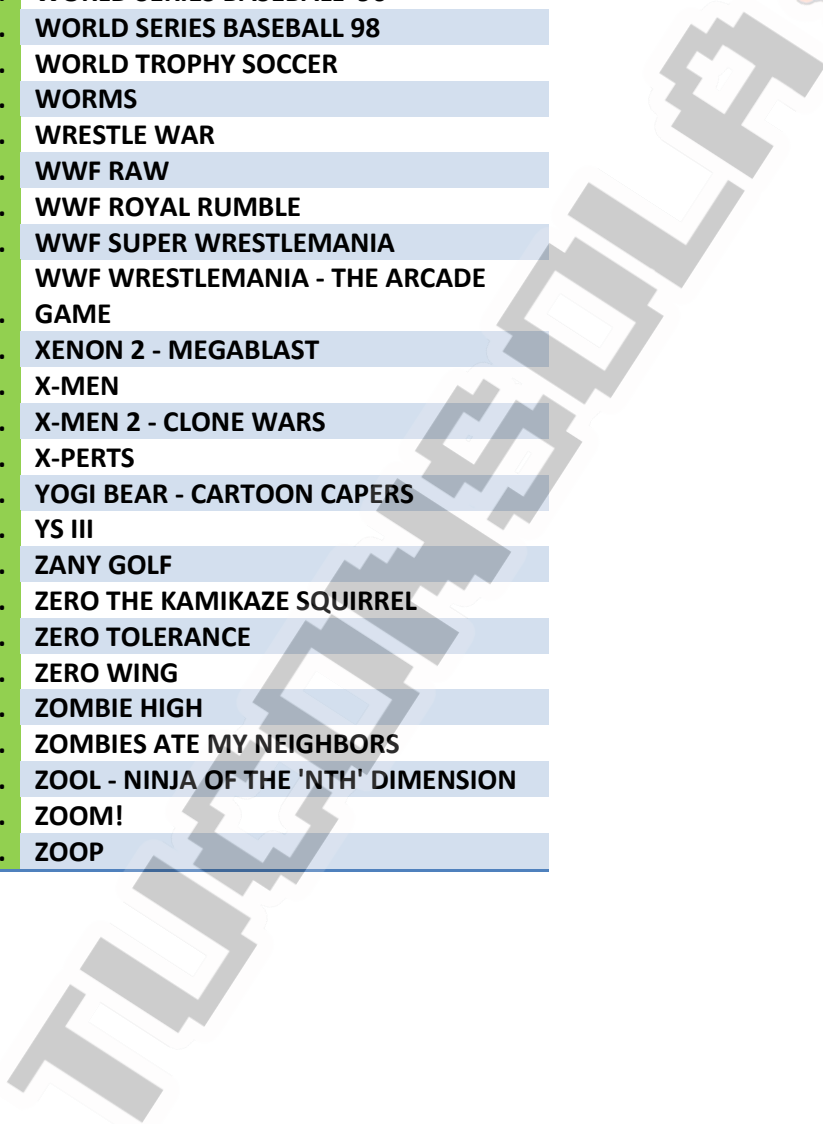 WORLD SERIES BASEBALL 98
. WORLD TROPHY SOCCER
. WORMS
. WRESTLE WAR
. WWF RAW
. WWF ROYAL RUMBLE
. WWF SUPER WRESTLEMANIA
WWF WRESTLEMANIA - THE ARCADE
. GAME
. XENON 2 - MEGABLAST
. X-MEN
. X-MEN 2 - CLONE WARS
. X-PERTS
. YOGI BEAR - CARTOON CAPERS
. YS III
. ZANY GOLF
. ZERO THE KAMIKAZE SQUIRREL
. ZERO TOLERANCE
. ZERO WING
. ZOMBIE HIGH
. ZOMBIES ATE MY NEIGHBORS
. ZOOL - NINJA OF THE 'NTH' DIMENSION
. ZOOM!
. ZOOP
TUCONSOLA